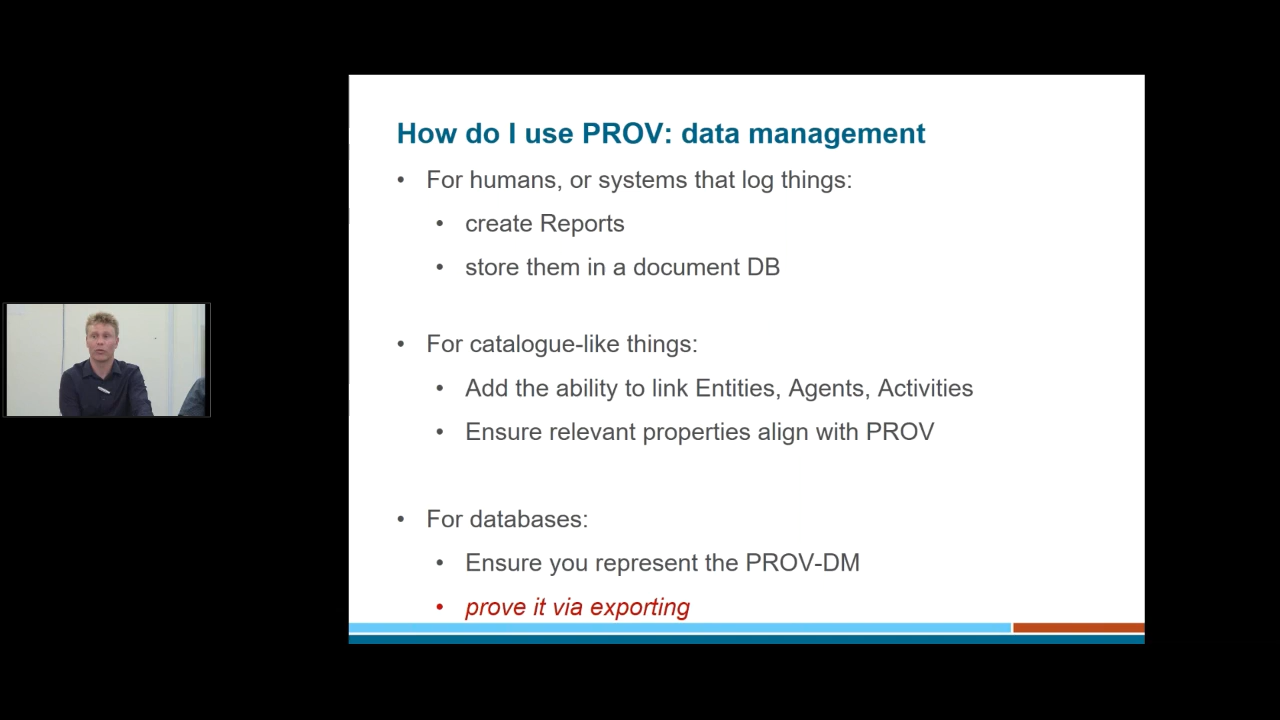 How do I use PROV: data management
• For humans, or systems that log things:
• create Reports
• store them in a document DB
• For catalogue-like things:
• Add the ability to link Entities, Agents, Activities
• Ensure relevant properties align with PROV
• For databases:
• Ensure you represent the PROV-DM
• prove it via exporting